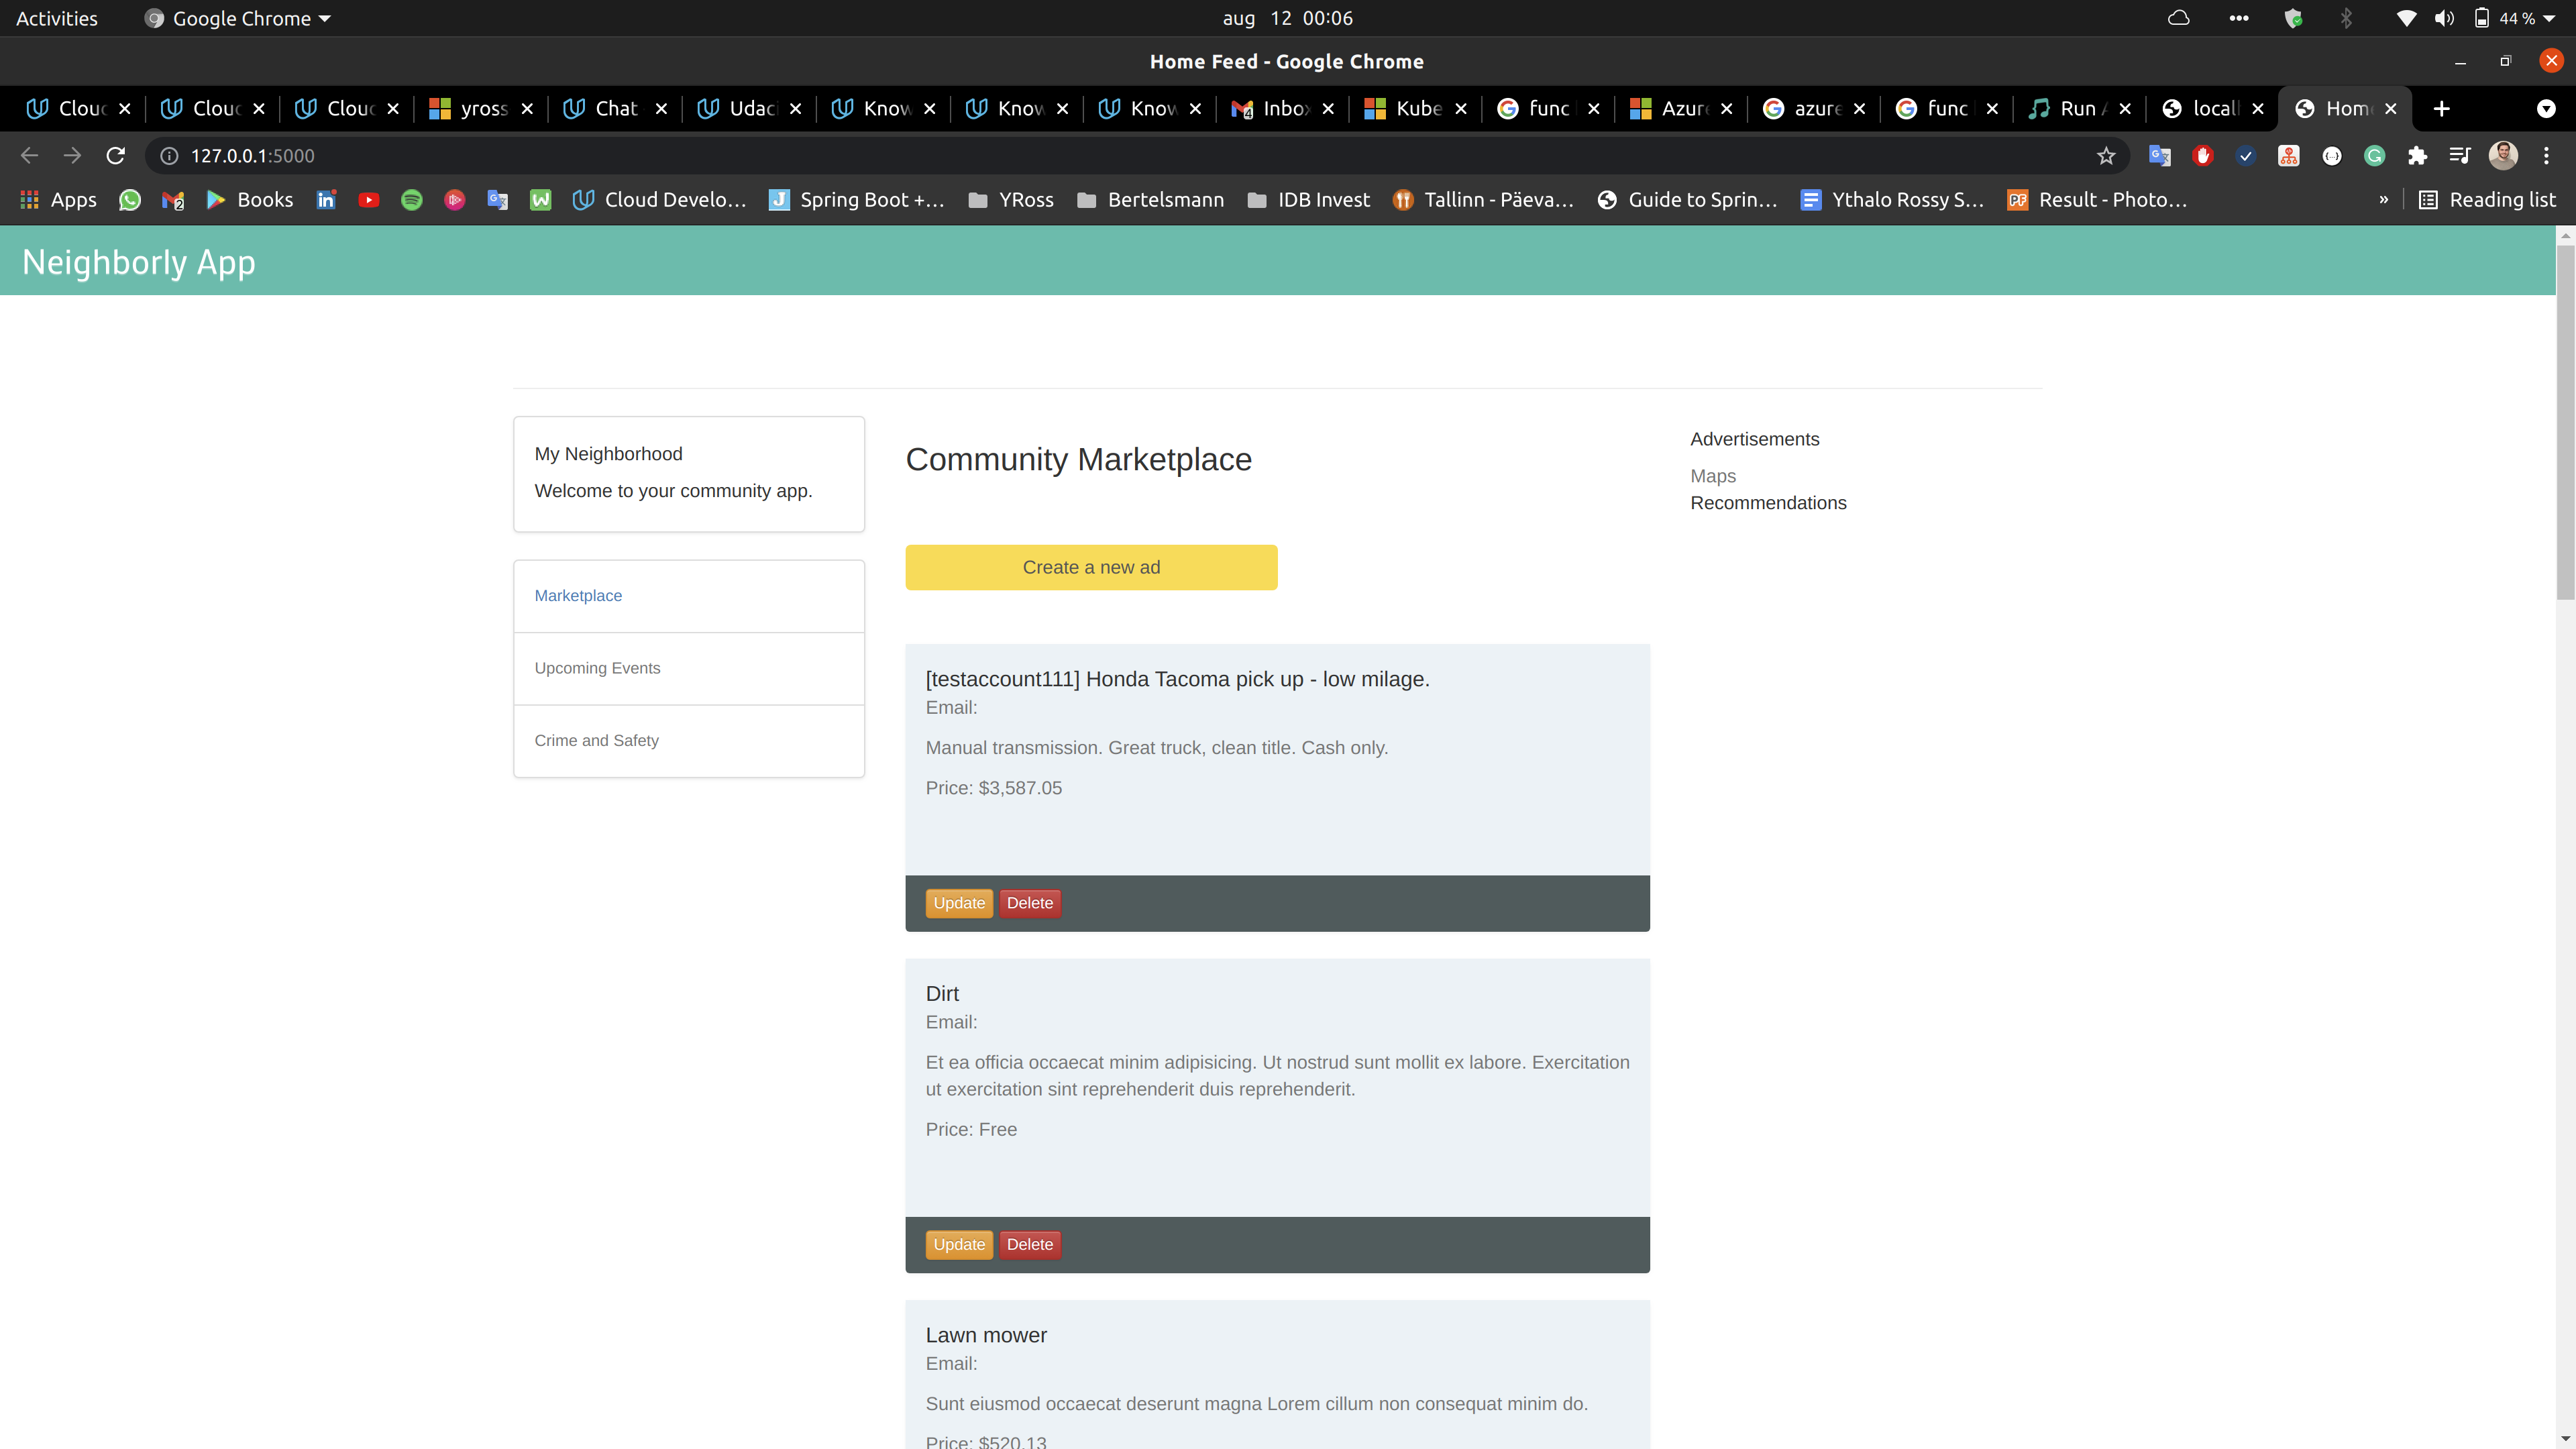 Activities Google Chrome aug 12 00:06 44 %
Home Feed - Google Chrome
Clouc Clouc Clouc yross Chat Udaci Know Know Know Inbox Kube func Azure azure func Run A locall Home
127.0.0.1:5000
Apps 2 Books Cloud Develo... Spring Boot +... YRoss Bertelsmann IDB Invest Tallinn - Päeva... Guide to Sprin... Ythalo Rossy S... PF Result - Photo... » Reading list
Neighborly App
My Neighborhood
Welcome to your community app.
Marketplace
Upcoming Events
Crime and Safety
Community Marketplace
Create a new ad
[testaccount111] Honda Tacoma pick up - low milage.
Email:
Manual transmission. Great truck, clean title. Cash only.
Price: $3,587.05
Update Delete
Dirt
Email:
Et ea officia occaecat minim adipisicing. Ut nostrud sunt mollit ex labore. Exercitation
ut exercitation sint reprehenderit duis reprehenderit.
Price: Free
Update Delete
Lawn mower
Email:
Sunt eiusmod occaecat deserunt magna Lorem cillum non consequat minim do.
Price: $520.13
Advertisements
Maps
Recommendations